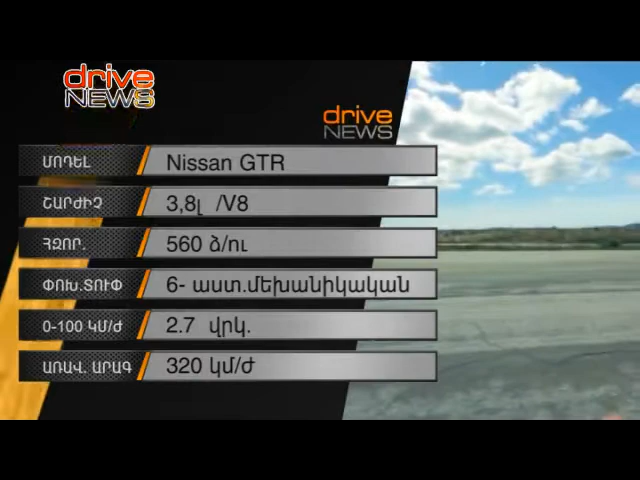 drive
NEWS
drive
NEWS
ՄՈԴԵԼ Nissan GTR
ՇԱՐԺԻՉ 3,8լ /V8
ՀԶՈՐ. 560 ձ/ու
ՓՈԽ.ՏՈՒՓ 6- աստ.մեխանիկական
0-100 ԿՄ/Ժ 2.7 վրկ.
ԱՌԱՎ. ԱՐԱԳ 320 կմ/ժ